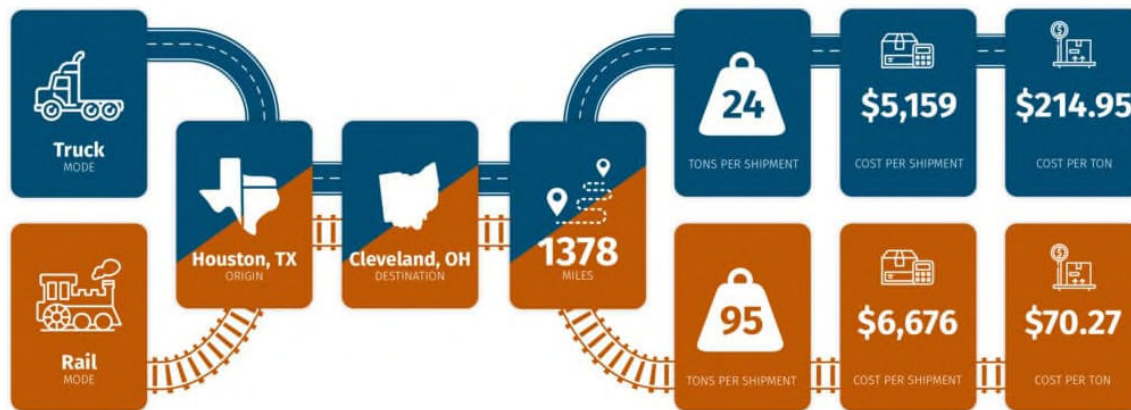 Truck
MODE
Houston, TX
ORIGIN
Cleveland, OH
DESTINATION
1378
MILES
24
TONS PER SHIPMENT
$5,159
COST PER SHIPMENT
$214.95
COST PER TON
Rail
MODE
95
TONS PER SHIPMENT
$6,676
COST PER SHIPMENT
$70.27
COST PER TON